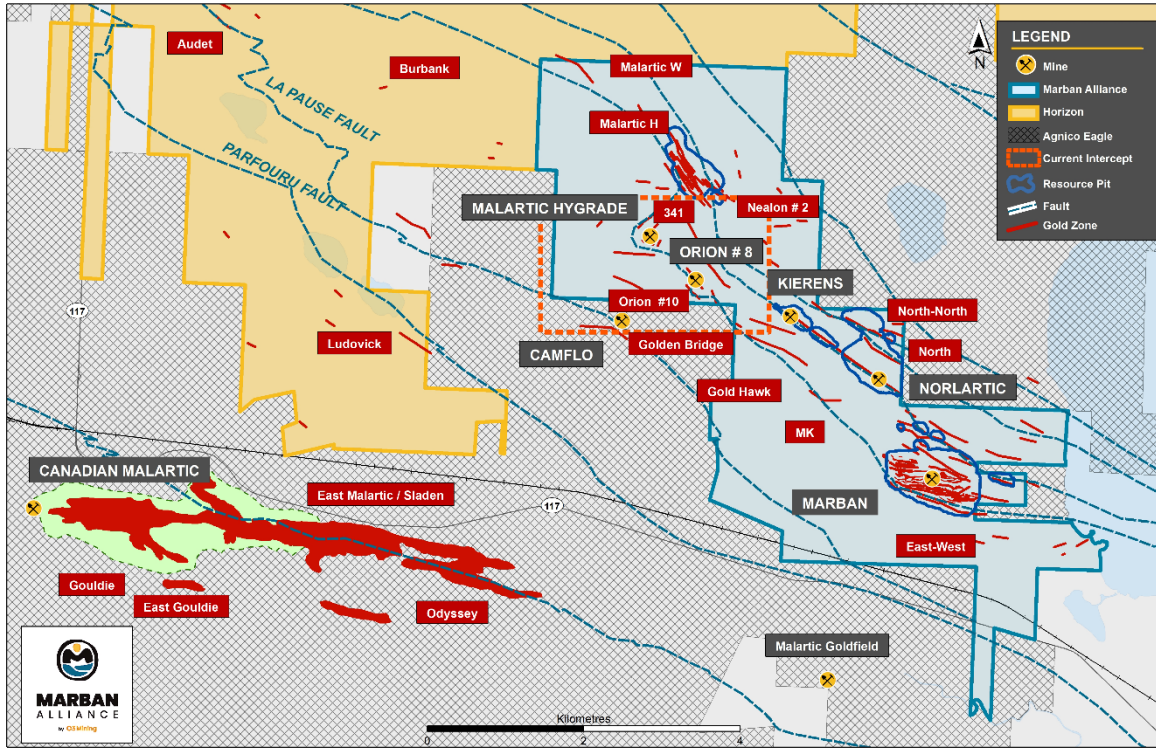 Audet
Burbank
Malartic W
LEGEND
N
Mine
Marban Alliance
Horizon
Agnico Eagle
Current Intercept
Resource Pit
Fault
Gold Zone
LA PAUSE FAULT
PARFOURU FAULT
Malartic H
MALARTIC HYGRADE
341
Nealon # 2
ORION # 8
KIERENS
117
Orion #10
North-North
Ludovick
Golden Bridge
North
CAMFLO
NORLARTIC
Gold Hawk
MK
CANADIAN MALARTIC
East Malartic / Sladen
117
MARBAN
East-West
Gouldie
East Gouldie
Odyssey
Malartic Goldfield
M
MARBAN
ALLIANCE
by O3 Mining
Kilometres
0 2 4